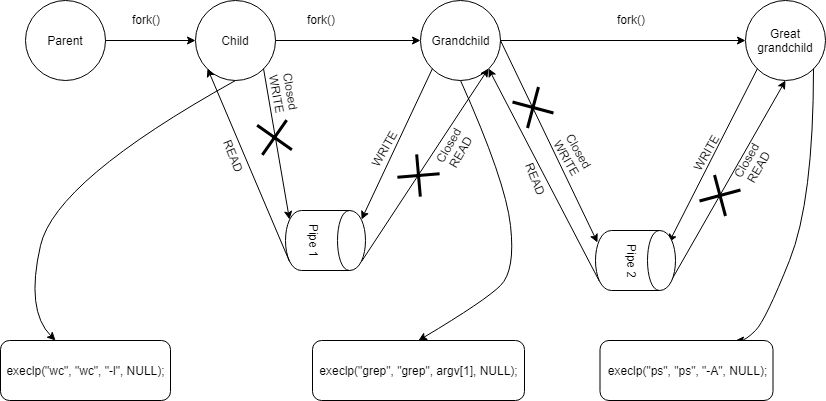 fork()
fork()
fork()
Parent
Child
Grandchild
Great
grandchild
Closed
WRITE
READ
WRITE
Closed
READ
Closed
WRITE
READ
WRITE
Closed
READ
Pipe 1
Pipe 2
execlp("wc", "wc", "-l", NULL);
execlp("grep", "grep", argv[1], NULL);
execlp("ps", "ps", "-A", NULL);